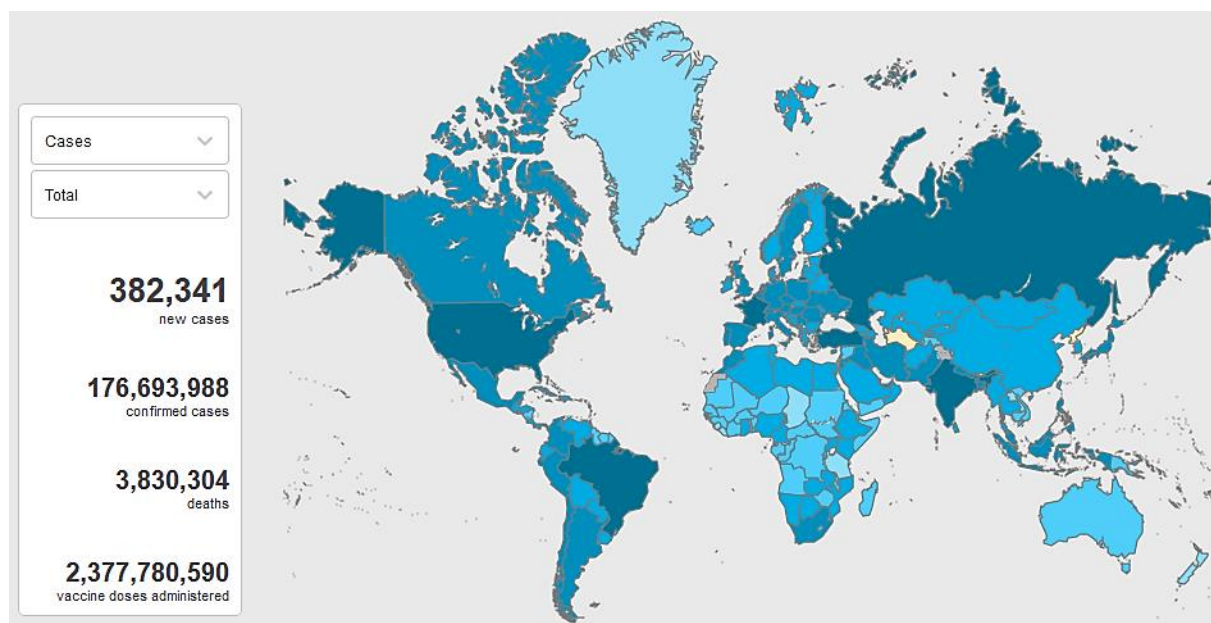 Cases
Total
382,341
new cases
176,693,988
confirmed cases
3,830,304
deaths
2,377,780,590
vaccine doses administered